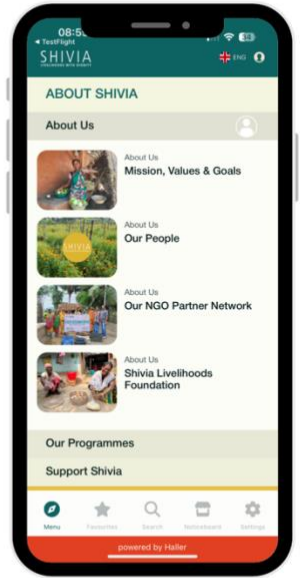 08:5
34
◀ TestFlight
SHIVIA
ENG
ABOUT SHIVIA
About Us
About Us
Mission, Values & Goals
SHIVIA
About Us
Our People
About Us
Our NGO Partner Network
About Us
Shivia Livelihoods
Foundation
Our Programmes
Support Shivia
Menu
Favourites
Search
Noticeboard
Settings
powered by Haller